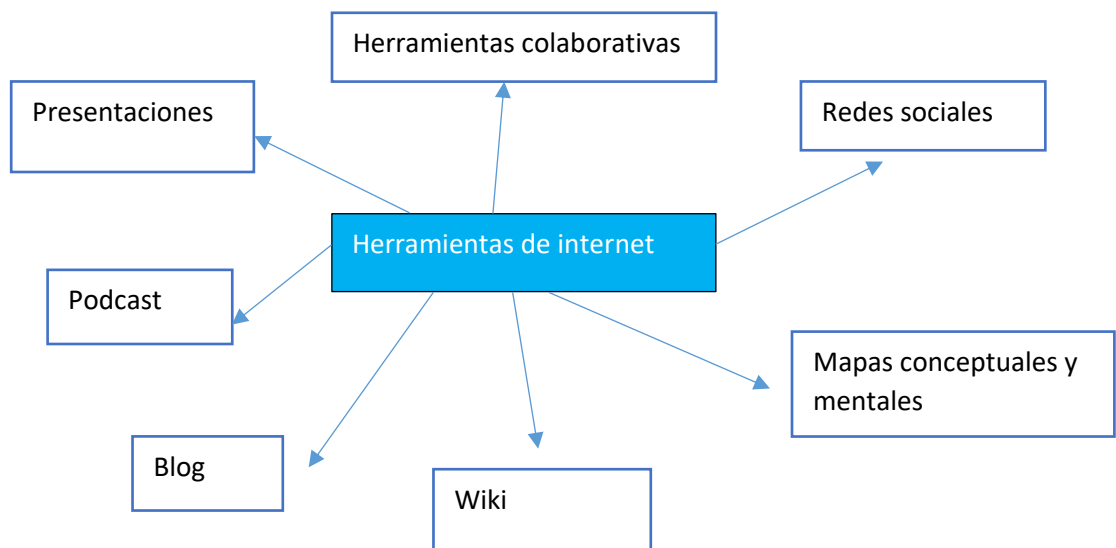 Herramientas colaborativas
Presentaciones
Redes sociales
Herramientas de internet
Podcast
Mapas conceptuales y
mentales
Blog
Wiki